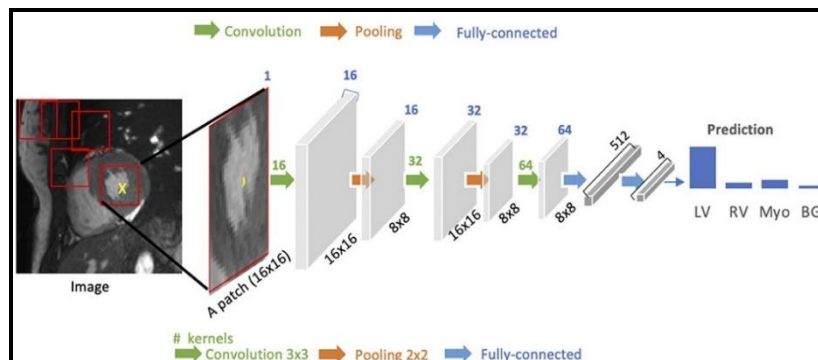 Convolution Pooling Fully-connected
1 16 16 32 32 64 512 4 Prediction
16 32 64
X
16x16 8x8 16x16 8x8 8x8
LV RV Myo BG
Image A patch (16x16)
# kernels
Convolution 3x3 Pooling 2x2 Fully-connected